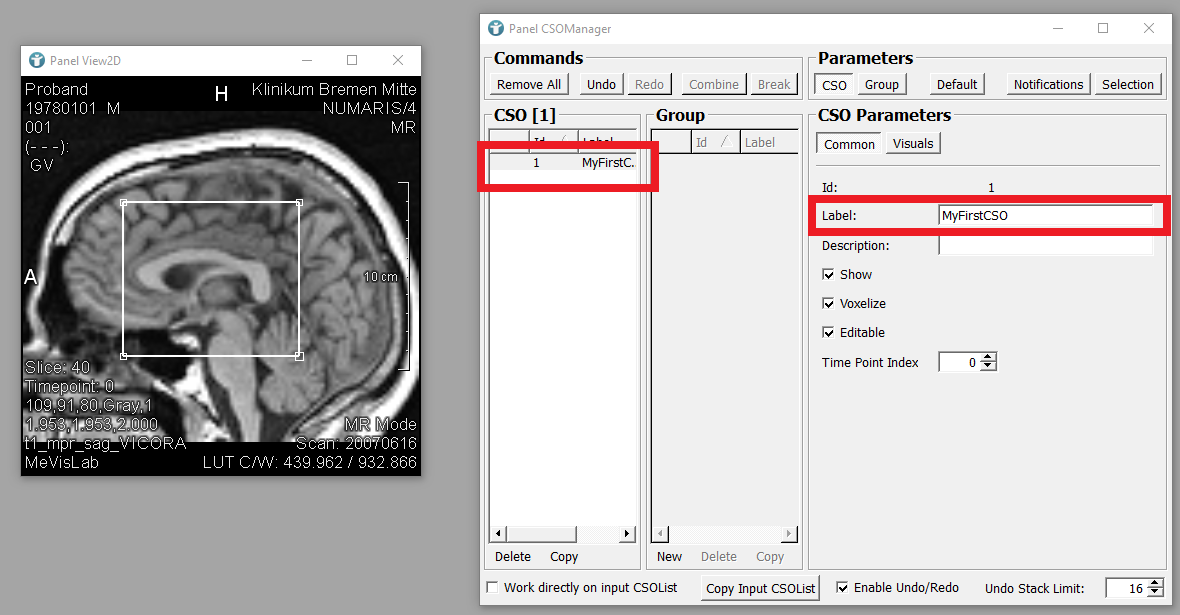 Panel View2D
Proband
19780101 M
001
(- - -):
GV
H
Klinikum Bremen Mitte
NUMARIS/4
MR
A
10 cm
Slice: 40
Timepoint: 0
109,91,80,Gray,1
1.953,1.953,2.000
t1_mpr_sag_VICORA
MeVisLab
MR Mode
Scan: 20070616
LUT C/W: 439.962 / 932.866
Panel CSOManager
Commands
Remove All Undo Redo Combine Break
Parameters
CSO Group Default Notifications Selection
CSO [1]
Id Label
1 MyFirstC.
Delete Copy
Group
Id Label
New Delete Copy
CSO Parameters
Common Visuals
Id: 1
Label: MyFirstCSO
Description:
Show
Voxelize
Editable
Time Point Index 0
Work directly on input CSOList Copy Input CSOList Enable Undo/Redo Undo Stack Limit: 16